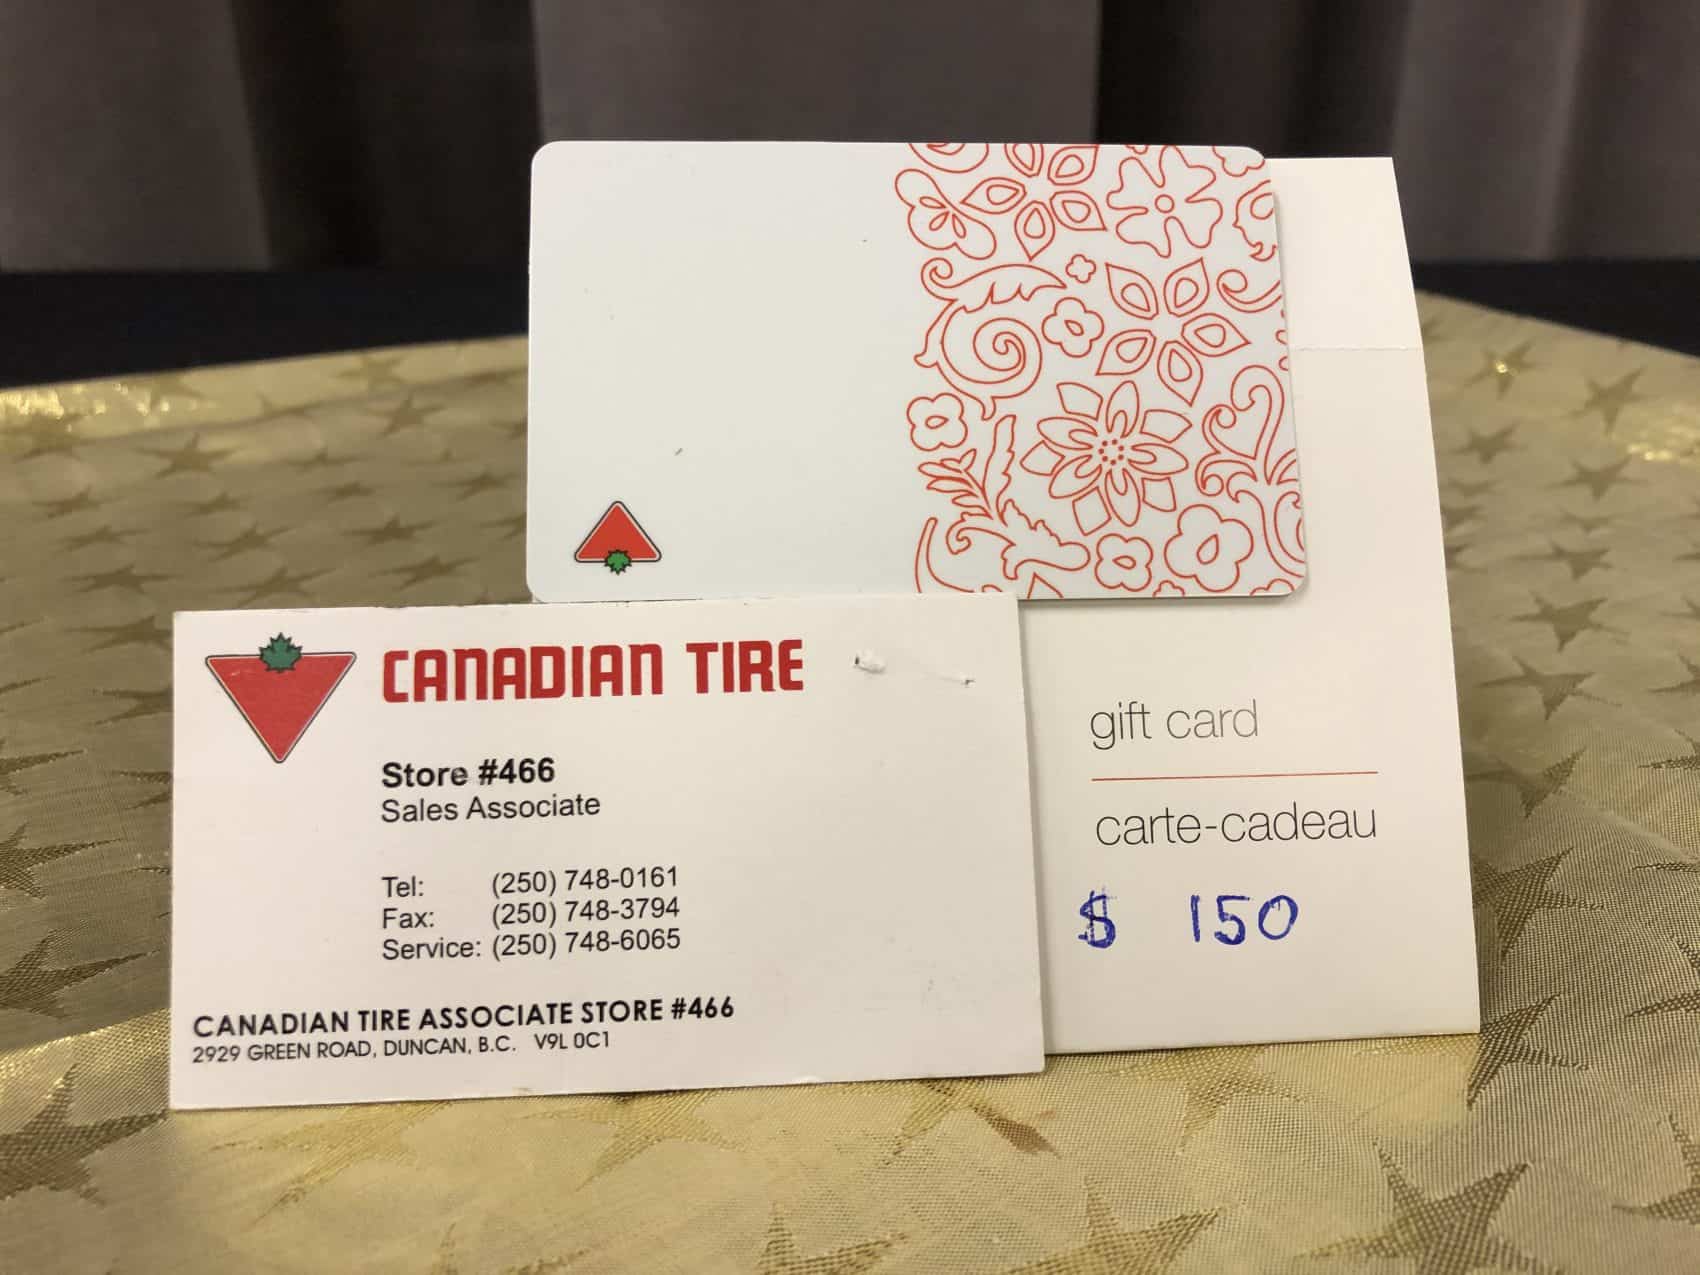 CANADIAN TIRE
Store #466
Sales Associate
Tel: (250) 748-0161
Fax: (250) 748-3794
Service: (250) 748-6065
CANADIAN TIRE ASSOCIATE STORE #466
2929 GREEN ROAD, DUNCAN, B.C. V9L 0C1
gift card
carte-cadeau
$ 150